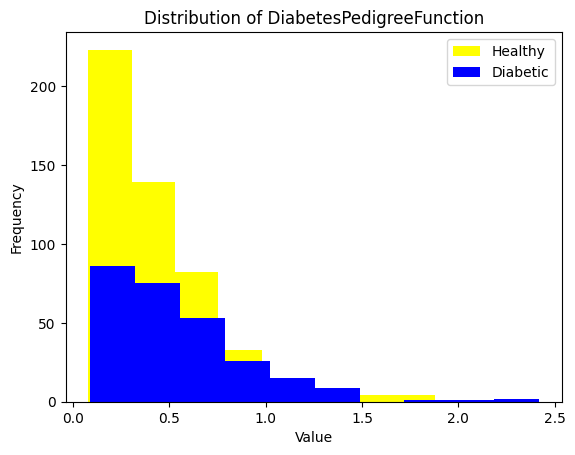 Distribution of DiabetesPedigreeFunction
Healthy
Diabetic
Frequency
200
150
100
50
0
0.0 0.5 1.0 1.5 2.0 2.5
Value